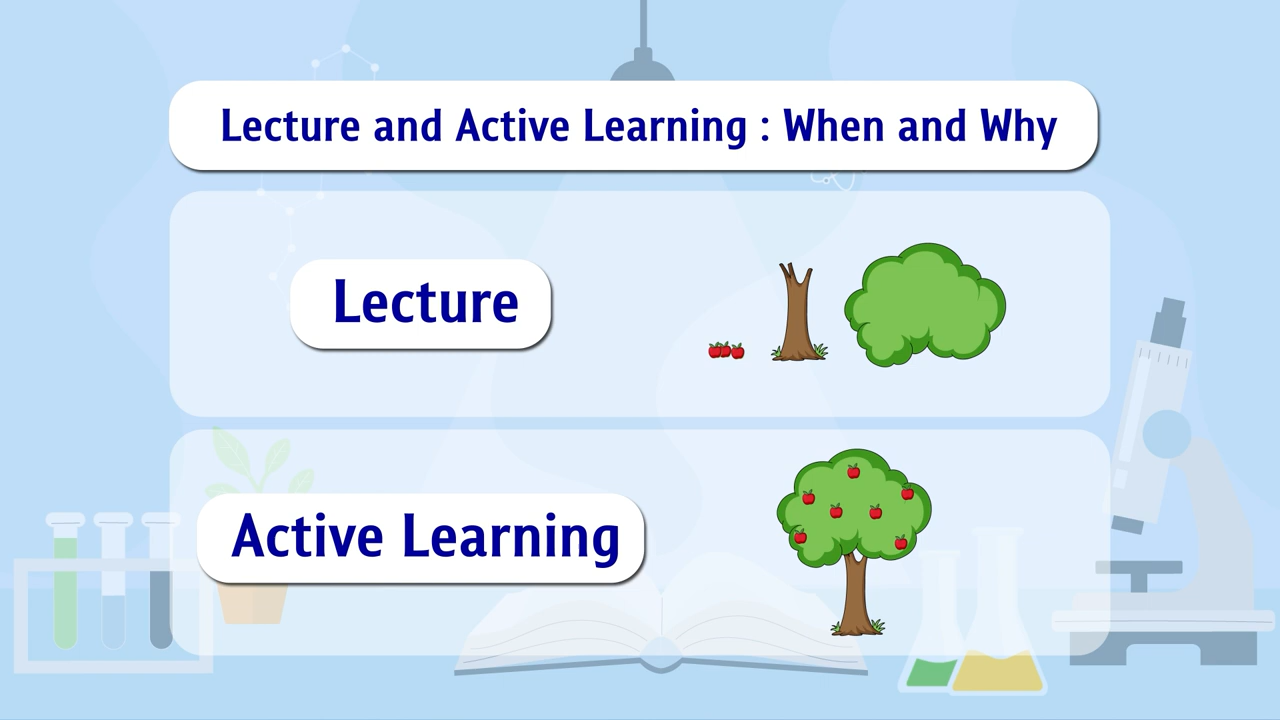 Lecture and Active Learning : When and Why
Lecture
Active Learning